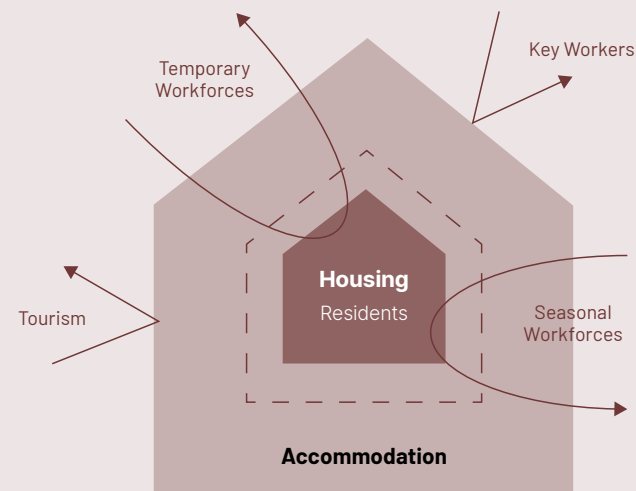 Key Workers
Temporary
Workforces
Housing
Residents
Tourism
Seasonal
Workforces
Accommodation